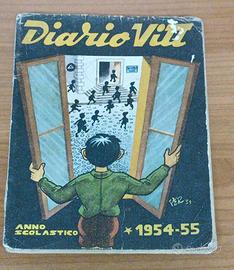 Diario Vitt
ANNO
SCOLASTICO
* 1954-55